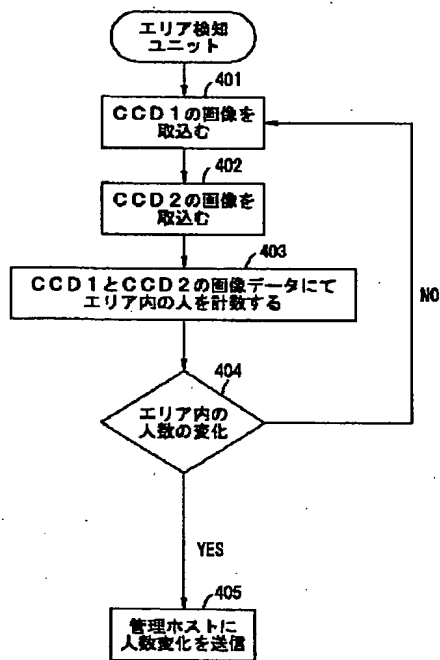 エリア検知
ユニット
401
CCD1の画像を
取込む
402
CCD2の画像を
取込む
403
CCD1とCCD2の画像データにて
エリア内の人を計数する
NO
404
エリア内の
人数の変化
YES
405
管理ホストに
人数変化を送信